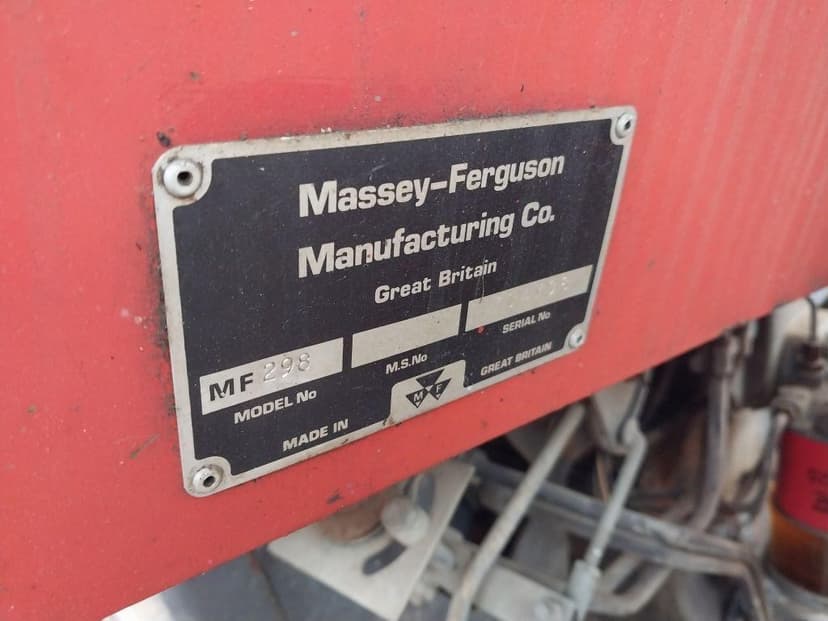 Massey-Ferguson
Manufacturing Co.
Great Britain
MF 298
MODEL No
M.S.No
SERIAL No
MADE IN
M F
GREAT BRITAIN